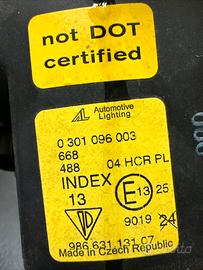 not DOT
certified
AL Automotive
Lighting
0 301 096 003
668
488 04 HCR PL
INDEX
13
E13 25
9019 24
986 631 131 07
Made in Czech Republic